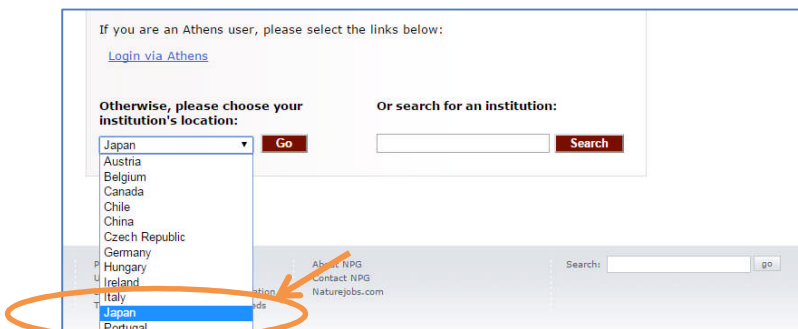 If you are an Athens user, please select the links below:
Login via Athens
Otherwise, please choose your
institution's location:
Or search for an institution:
Japan
Go
Search
Austria
Belgium
Canada
Chile
China
Czech Republic
Germany
Hungary
Ireland
Italy
Japan
Portugal
About NPG
Contact NPG
Naturejobs.com
Search:
go